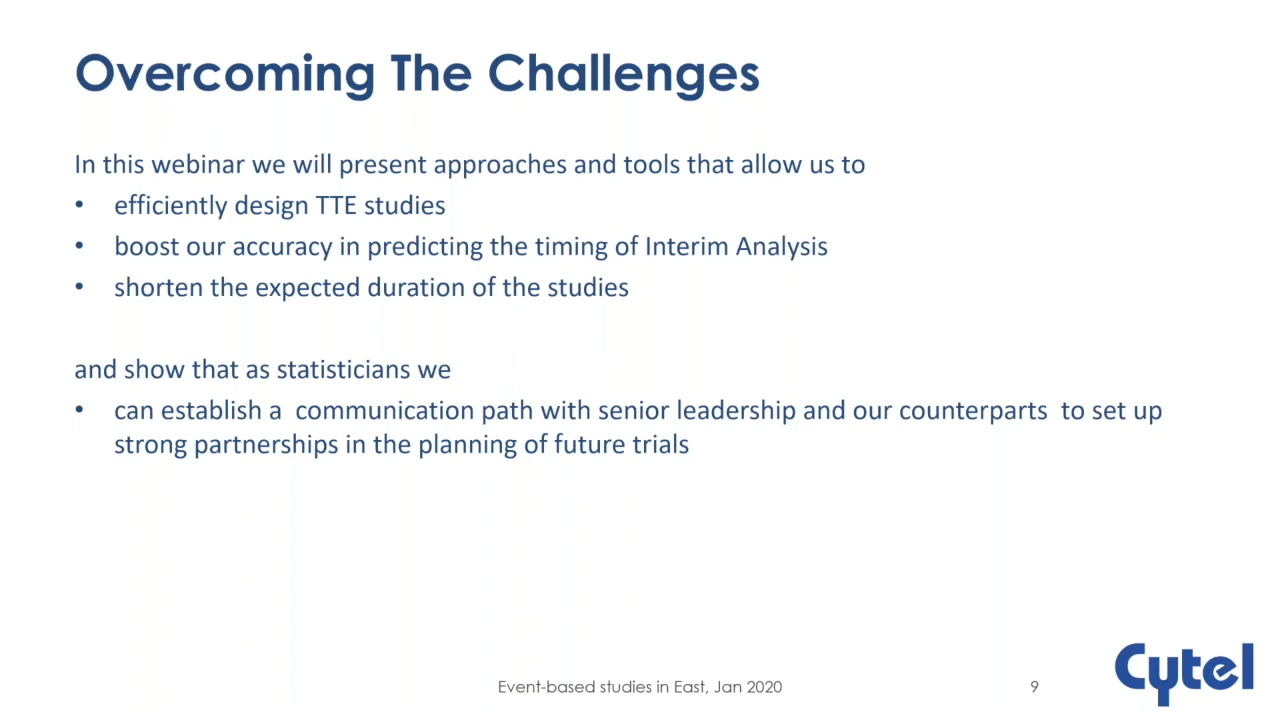 Overcoming The Challenges
In this webinar we will present approaches and tools that allow us to
• efficiently design TTE studies
• boost our accuracy in predicting the timing of Interim Analysis
• shorten the expected duration of the studies
and show that as statisticians we
• can establish a  communication path with senior leadership and our counterparts  to set up
strong partnerships in the planning of future trials
Event-based studies in East, Jan 2020
9
Cytel